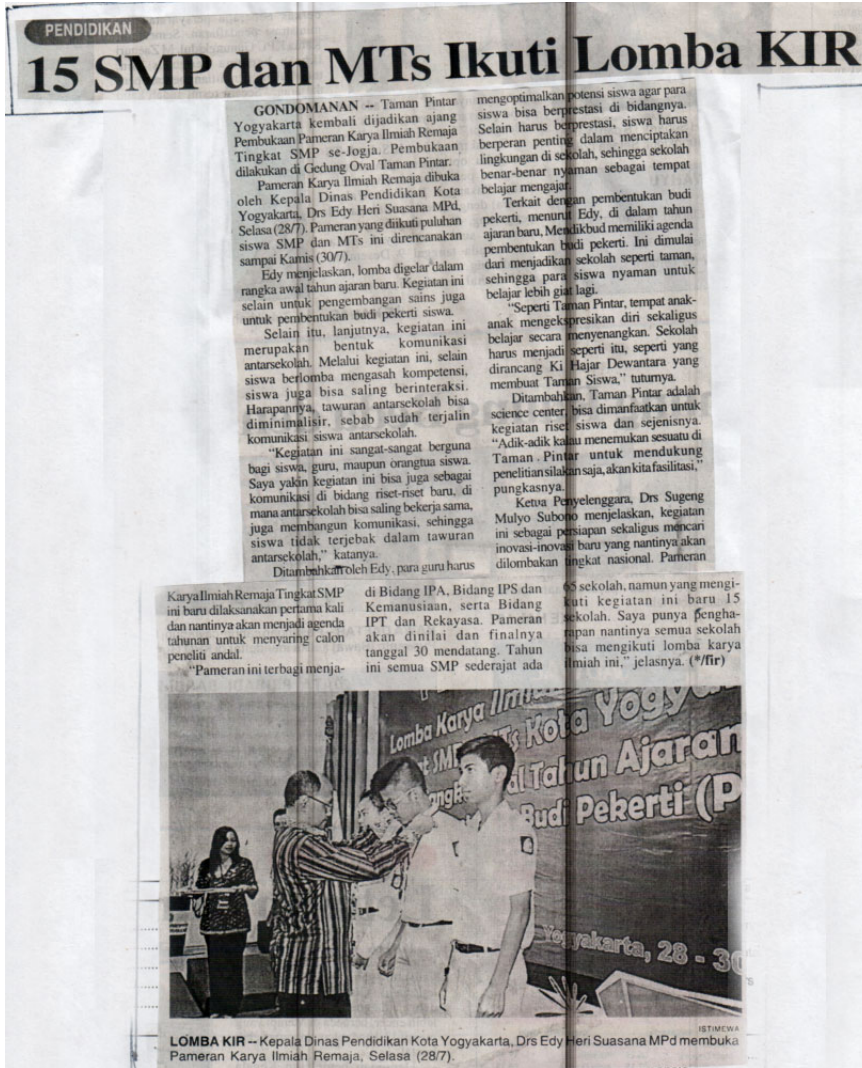 PENDIDIKAN
15 SMP dan MTs Ikuti Lomba KIR
GONDOMANAN -- Taman Pintar
Yogyakarta kembali dijadikan ajang
Pembukaan Pameran Karya Ilmiah Remaja
Tingkat SMP se-Jogja. Pembukaan
dilakukan di Gedung Oval Taman Pintar.
Pameran Karya Ilmiah Remaja dibuka
oleh Kepala Dinas Pendidikan Kota
Yogyakarta, Drs Edy Heri Suasana MPd,
Selasa (28/7). Pameran yang diikuti puluhan
siswa SMP dan MTs ini direncanakan
sampai Kamis (30/7).
Edy menjelaskan, lomba digelar dalam
rangka awal tahun ajaran baru. Kegiatan ini
selain untuk pengembangan sains juga
untuk pembentukan budi pekerti siswa.
Selain itu, lanjutnya, kegiatan ini
merupakan bentuk komunikasi
antarsekolah. Melalui kegiatan ini, selain
siswa berlomba mengasah kompetensi,
siswa juga bisa saling berinteraksi.
Harapannya, tawuran antarsekolah bisa
diminimalisir, sebab sudah terjalin
komunikasi siswa antarsekolah.
"Kegiatan ini sangat-sangat berguna
bagi siswa, guru, maupun orangtua siswa.
Saya yakin kegiatan ini bisa juga sebagai
komunikasi di bidang riset-riset baru, di
mana antarsekolah bisa saling bekerja sama,
juga membangun komunikasi, sehingga
siswa tidak terjebak dalam tawuran
antarsekolah," katanya.
Ditambahkan oleh Edy, para guru harus
mengoptimalkan potensi siswa agar para
siswa bisa berprestasi di bidangnya.
Selain harus berprestasi, siswa harus
berperan penting dalam menciptakan
lingkungan di sekolah, sehingga sekolah
benar-benar nyaman sebagai tempat
belajar mengajar.
Terkait dengan pembentukan budi
pekerti, menurut Edy, di dalam tahun
ajaran baru, Mendikbud memiliki agenda
pembentukan budi pekerti. Ini dimulai
dari menjadikan sekolah seperti taman,
sehingga para siswa nyaman untuk
belajar lebih giat lagi.
"Seperti Taman Pintar, tempat anak-
anak mengekspresikan diri sekaligus
belajar secara menyenangkan. Sekolah
harus menjadi seperti itu, seperti yang
dirancang Ki Hajar Dewantara yang
membuat Taman Siswa," tuturnya.
Ditambahkan, Taman Pintar adalah
science center, bisa dimanfaatkan untuk
kegiatan riset siswa dan sejenisnya.
"Adik-adik kalau menemukan sesuatu di
Taman Pintar untuk mendukung
penelitian silakan saja, akan kita fasilitasi,"
pungkasnya.
Ketua Penyelenggara, Drs Sugeng
Mulyo Subono menjelaskan, kegiatan
ini sebagai persiapan sekaligus mencari
inovasi-inovasi baru yang nantinya akan
dilombakan tingkat nasional. Pameran
Karya Ilmiah Remaja Tingkat SMP
ini baru dilaksanakan pertama kali
dan nantinya akan menjadi agenda
tahunan untuk menyaring calon
peneliti andal.
"Pameran ini terbagi menja-
di Bidang IPA, Bidang IPS dan
Kemanusiaan, serta Bidang
IPT dan Rekayasa. Pameran
akan dinilai dan finalnya
tanggal 30 mendatang. Tahun
ini semua SMP sederajat ada
65 sekolah, namun yang mengi-
kuti kegiatan ini baru 15
sekolah. Saya punya pengha-
rapan nantinya semua sekolah
bisa mengikuti lomba karya
ilmiah ini," jelasnya. (*/fir)
Lomba Karya Ilmiah
SMP MTs Kota Yogya
al Tahun Ajaran
Budi Pekerti (P
Yogyakarta, 28 - 30
ISTIMEWA
LOMBA KIR -- Kepala Dinas Pendidikan Kota Yogyakarta, Drs Edy Heri Suasana MPd membuka
Pameran Karya Ilmiah Remaja, Selasa (28/7).